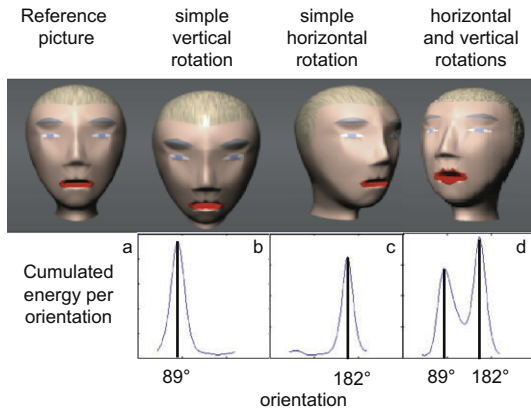 Reference
picture
simple
vertical
rotation
simple
horizontal
rotation
horizontal
and vertical
rotations
Cumulated
energy per
orientation
a
b
c
d
89°
182°
89° 182°
orientation